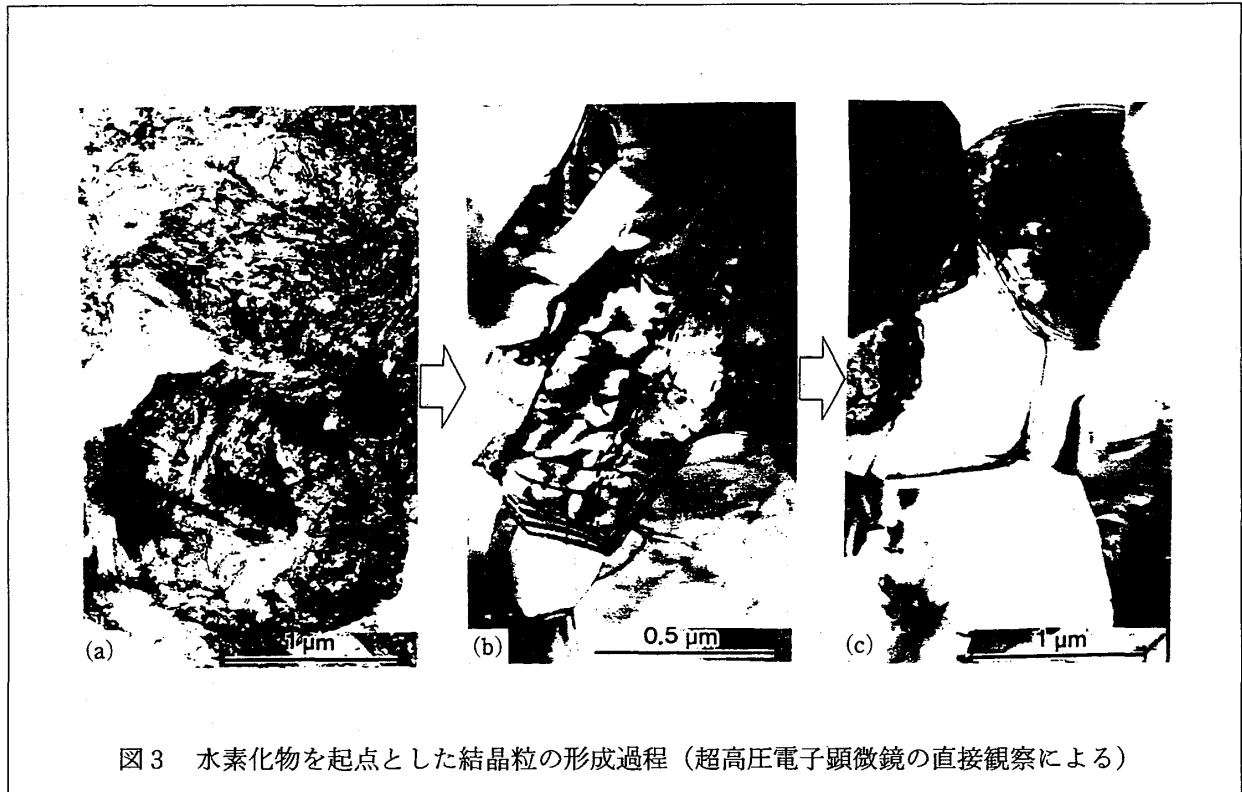 (a)
1 μm
(b)
0.5 μm
(c)
1 μm
図3 水素化物を起点とした結晶粒の形成過程(超高圧電子顕微鏡の直接観察による)